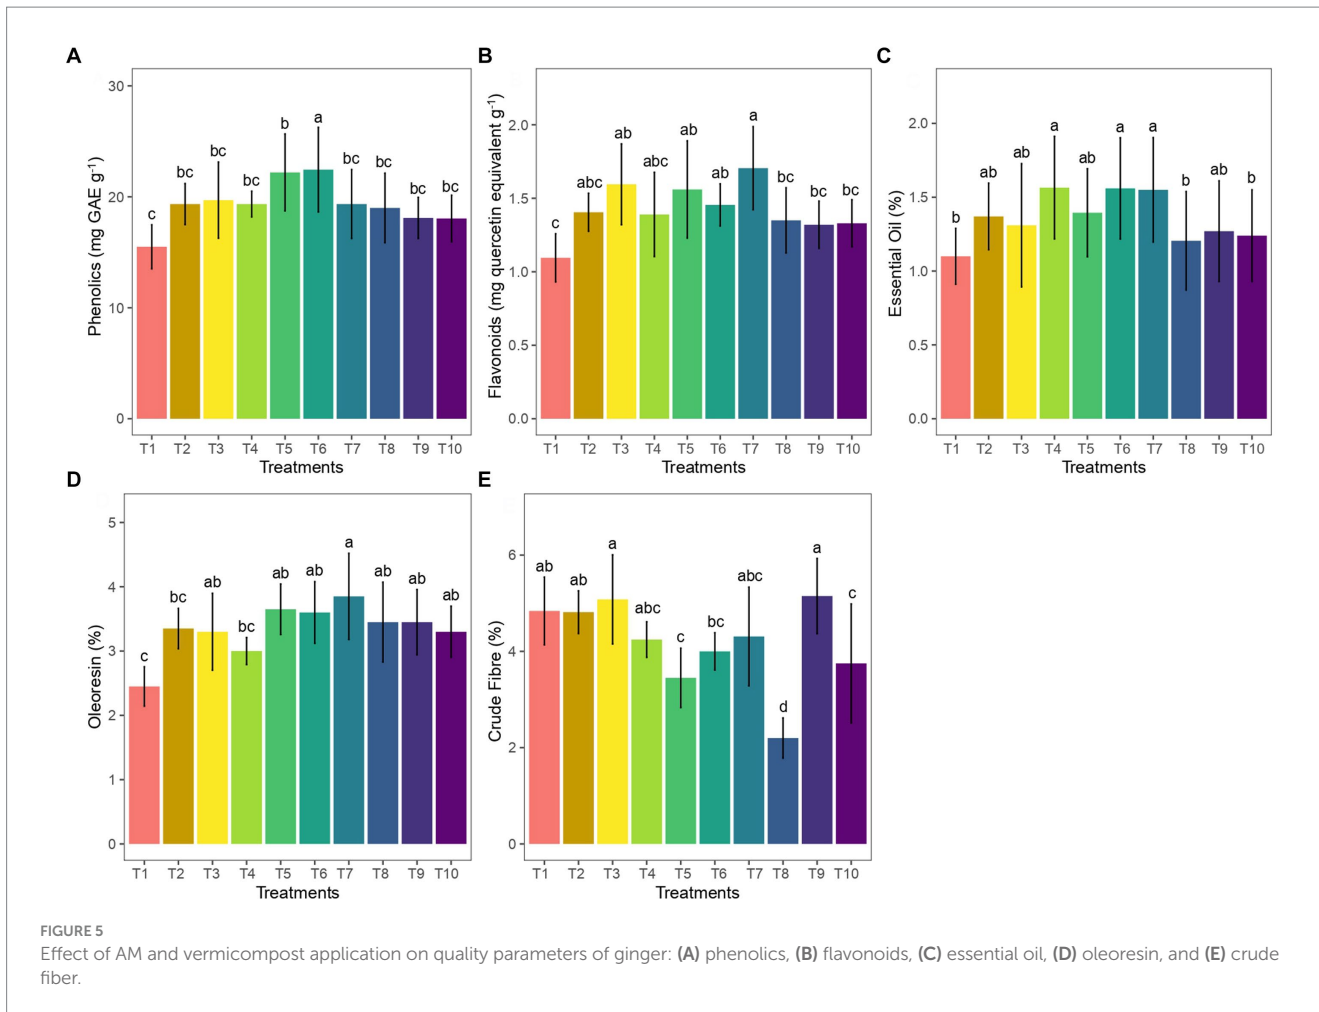 A
Phenolics (mg GAE g⁻¹)
30
20
10
0
c
bc
bc
bc
b
a
bc
bc
bc
bc
T1 T2 T3 T4 T5 T6 T7 T8 T9 T10
Treatments
B
Flavonoids (mg quercetin equivalent g⁻¹)
2.0
1.5
1.0
0.5
0.0
c
abc
ab
abc
ab
ab
a
bc
bc
bc
T1 T2 T3 T4 T5 T6 T7 T8 T9 T10
Treatments
C
Essential Oil (%)
2.0
1.5
1.0
0.5
0.0
b
ab
ab
a
ab
a
a
b
ab
b
T1 T2 T3 T4 T5 T6 T7 T8 T9 T10
Treatments
D
Oleoresin (%)
5
4
3
2
1
0
c
bc
ab
bc
ab
ab
a
ab
ab
ab
T1 T2 T3 T4 T5 T6 T7 T8 T9 T10
Treatments
E
Crude Fibre (%)
6
4
2
0
ab
ab
a
abc
c
bc
abc
d
a
c
T1 T2 T3 T4 T5 T6 T7 T8 T9 T10
Treatments
FIGURE 5
Effect of AM and vermicompost application on quality parameters of ginger: (A) phenolics, (B) flavonoids, (C) essential oil, (D) oleoresin, and (E) crude
fiber.